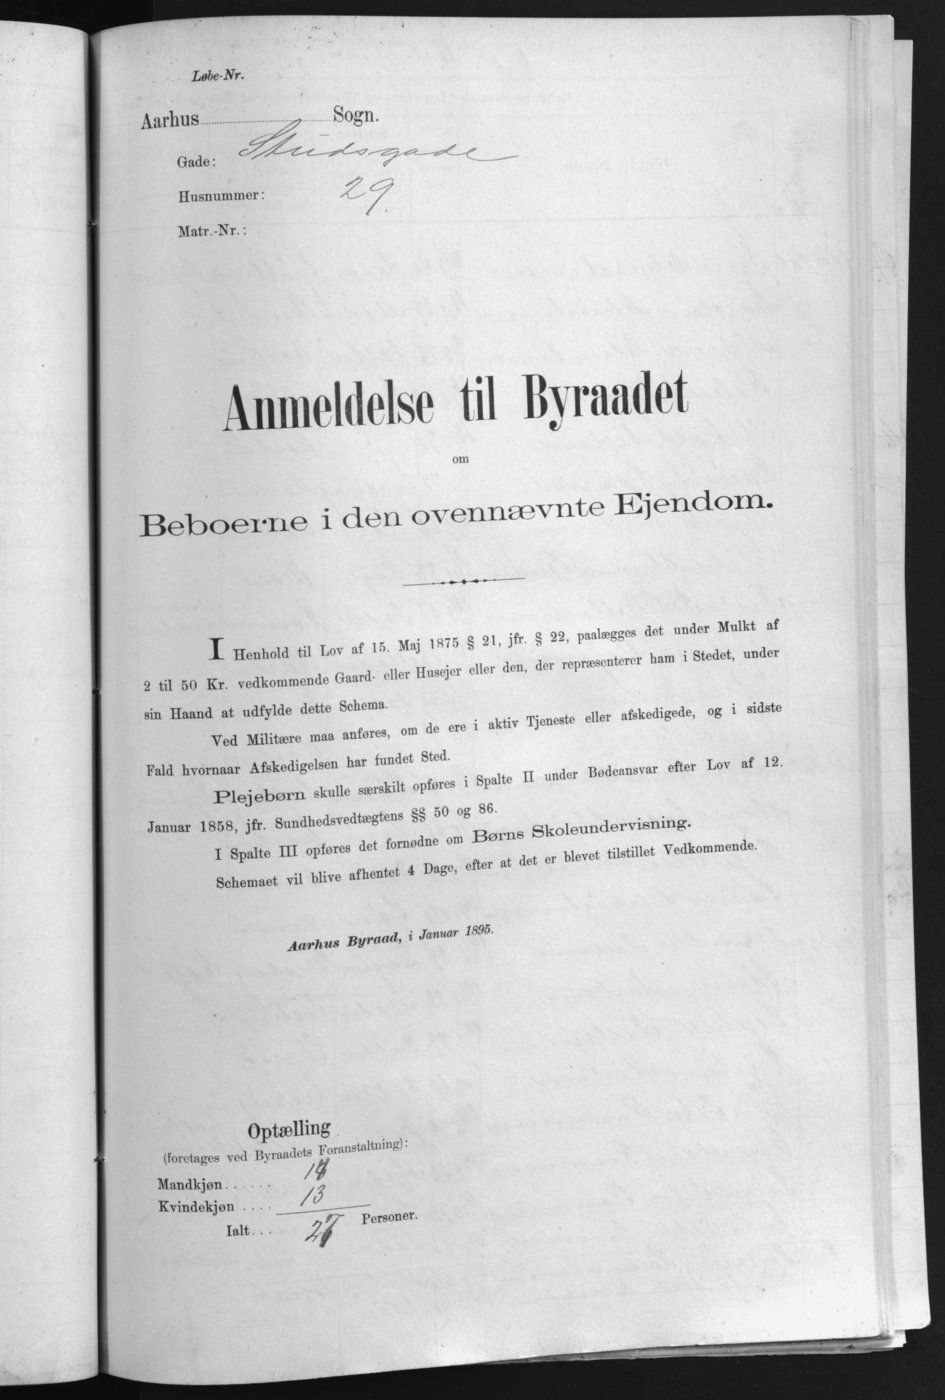 Løbe-Nr.
Aarhus Sogn.
Gade: Studsgade
Husnummer: 29.
Matr.-Nr.:
Anmeldelse til Byraadet
om
Beboerne i den ovennævnte Ejendom.
I Henhold til Lov af 15. Maj 1875 § 21, jfr. § 22, paalægges det under Mulkt af
2 til 50 Kr. vedkommende Gaard- eller Husejer eller den, der repræsenterer ham i Stedet, under
sin Haand at udfylde dette Schema.
Ved Militære maa anføres, om de ere i aktiv Tjeneste eller afskedigede, og i sidste
Fald hvornaar Afskedigelsen har fundet Sted.
Plejebørn skulle særskilt opføres i Spalte II under Bødeansvar efter Lov af 12.
Januar 1858, jfr. Sundhedsvedtægtens §§ 50 og 86.
I Spalte III opføres det fornødne om Børns Skoleundervisning.
Schemaet vil blive afhentet 4 Dage, efter at det er blevet tilstillet Vedkommende.
Aarhus Byraad, i Januar 1895.
Optælling
(foretages ved Byraadets Foranstaltning):
Mandkjøn ......
Kvindekjøn .... 13
Ialt... Personer.